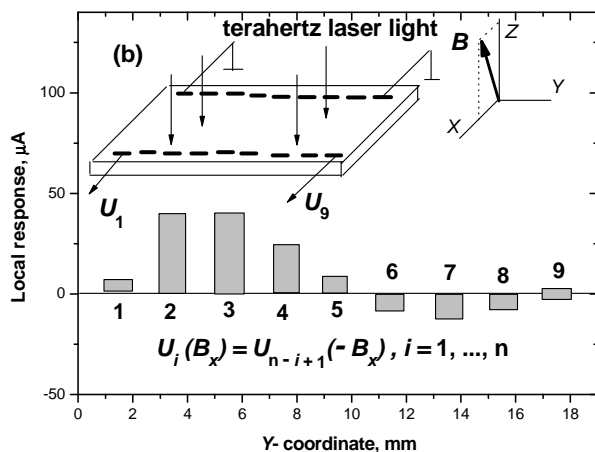 (b)
terahertz laser light
B
Z
Y
X
U1
U9
Local response, μA
100
50
0
-50
1 2 3 4 5 6 7 8 9
Ui (Bx) = Un - i +1 (- Bx) , i = 1, ..., n
0 2 4 6 8 10 12 14 16 18
Y- coordinate, mm